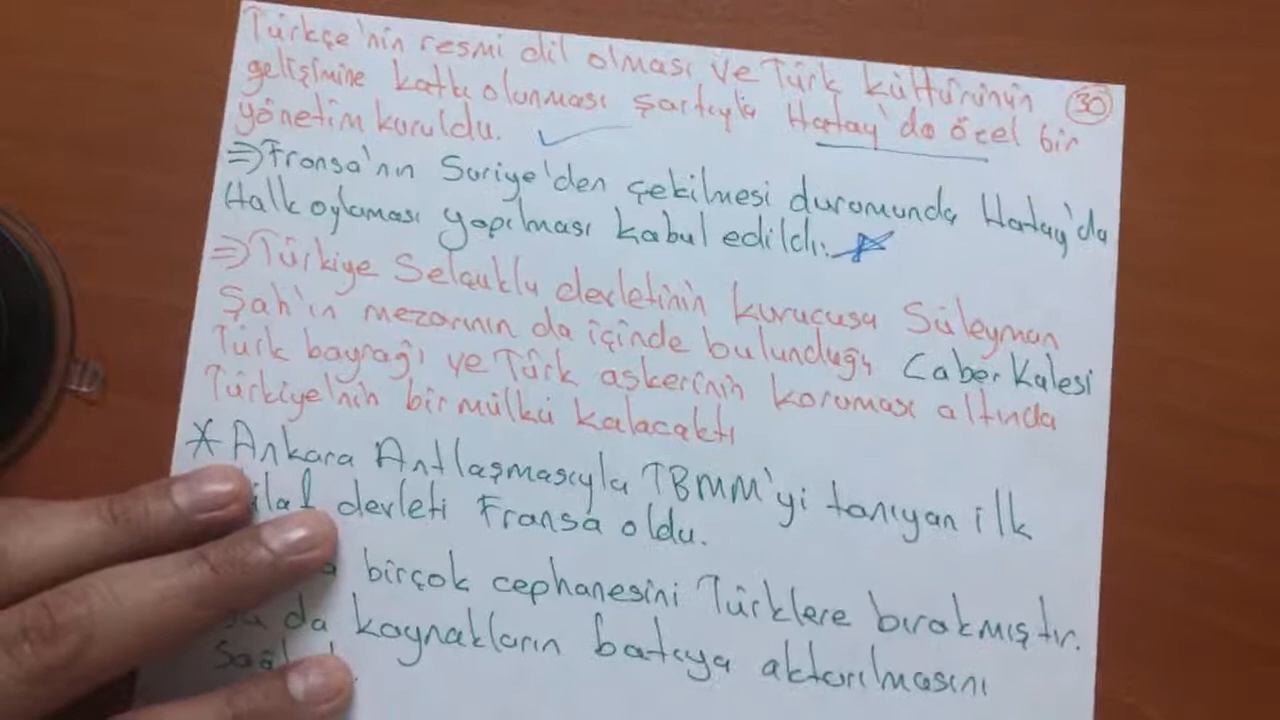 Türkçe'nin resmi dil olması ve Türk kültürünün
gelişimine katkı olunması şartıyla Hatay'da özel bir
30
yönetim kuruldu.
⇒ Fransa'nın Suriye'den çekilmesi durumunda Hatay'da
Halkoylaması yapılması kabul edildi.
⇒ Türkiye Selçuklu devletinin kurucusu Süleyman
Şah'ın mezarının da içinde bulunduğu Caber Kalesi
Türk bayrağı ve Türk askerinin koruması altında
Türkiye'nin bir mülkü kalacaktı
* Ankara Antlaşmasıyla TBMM'yi tanıyan ilk
devleti Fransa oldu.
birçok cephanesini Türklere bırakmıştır.
da kaynakların batıya aktarılmasını